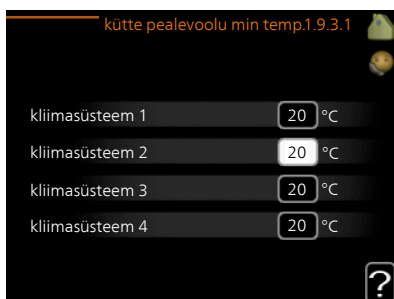 kütte pealevoolu min temp.1.9.3.1
kliimasüsteem 1 20 °C
kliimasüsteem 2 20 °C
kliimasüsteem 3 20 °C
kliimasüsteem 4 20 °C
?